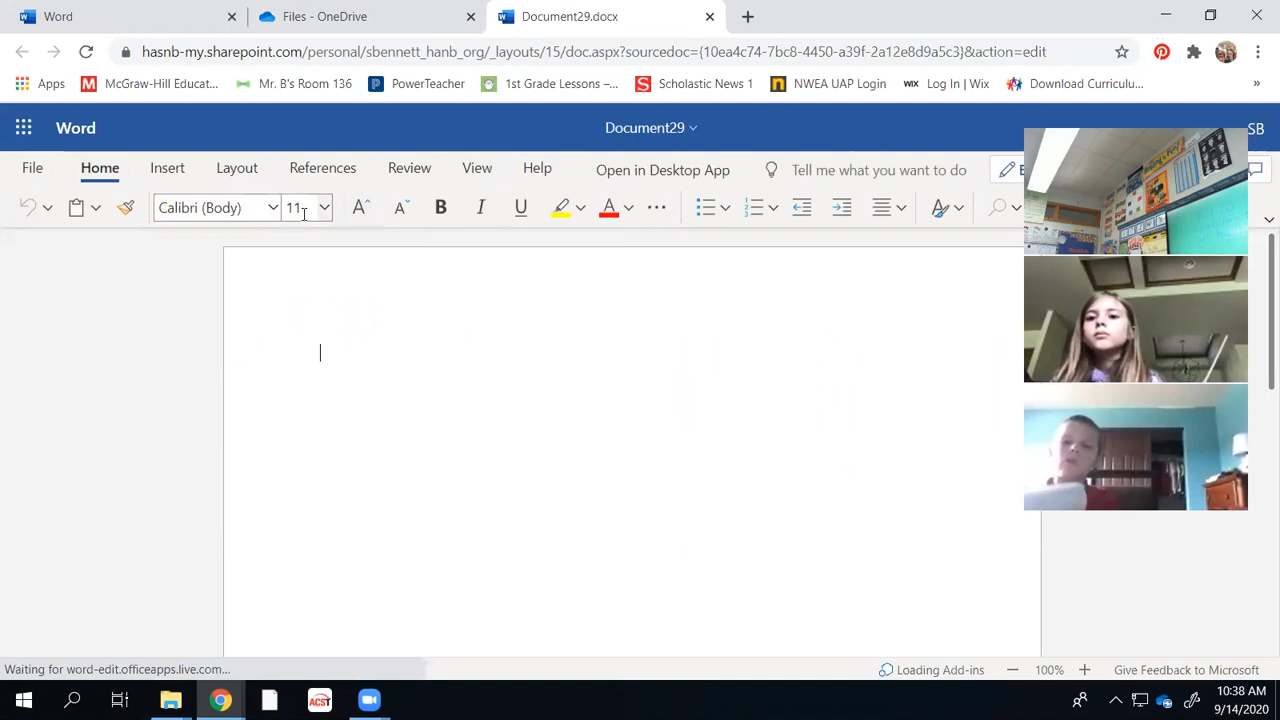 Word
Files - OneDrive
Document29.docx
hasnb-my.sharepoint.com/personal/sbennett_hanb_org/_layouts/15/doc.aspx?sourcedoc={10ea4c74-7bc8-4450-a39f-2a12e8d9a5c3}&action=edit
Apps
McGraw-Hill Educat...
Mr. B's Room 136
PowerTeacher
1st Grade Lessons –...
Scholastic News 1
NWEA UAP Login
WIX Log In | Wix
Download Curriculu...
»
Word
Document29
SB
File
Home
Insert
Layout
References
Review
View
Help
Open in Desktop App
Tell me what you want to do
E
Calibri (Body)
11
A A B I U A
Waiting for word-edit.officeapps.live.com...
Loading Add-ins
100%
Give Feedback to Microsoft
ACST
10:38 AM
9/14/2020